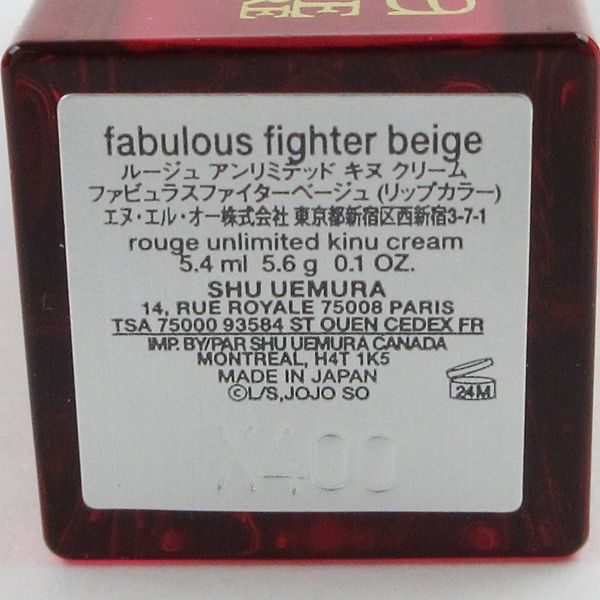 fabulous fighter beige
ルージュ アンリミテッド キヌ クリーム
ファビュラスファイターベージュ (リップカラー)
エヌ・エル・オー株式会社 東京都新宿区西新宿3-7-1
rouge unlimited kinu cream
5.4 ml 5.6 g 0.1 OZ.
SHU UEMURA
14, RUE ROYALE 75008 PARIS
TSA 75000 93584 ST OUEN CEDEX FR
IMP. BY/PAR SHU UEMURA CANADA
MONTREAL, H4T 1K5
MADE IN JAPAN
©L/S,JOJO SO
24M
X400